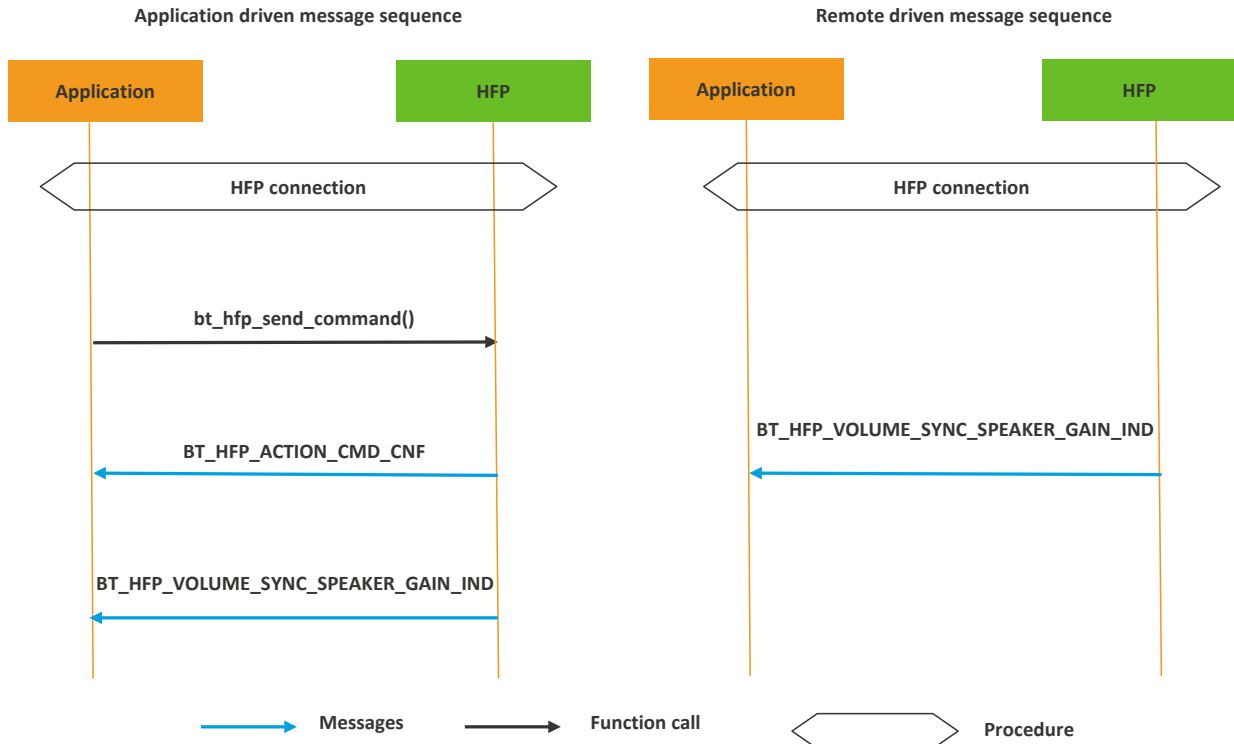 Application driven message sequence
Remote driven message sequence
Application
HFP
Application
HFP
HFP connection
HFP connection
bt_hfp_send_command()
BT_HFP_VOLUME_SYNC_SPEAKER_GAIN_IND
BT_HFP_ACTION_CMD_CNF
BT_HFP_VOLUME_SYNC_SPEAKER_GAIN_IND
Messages
Function call
Procedure